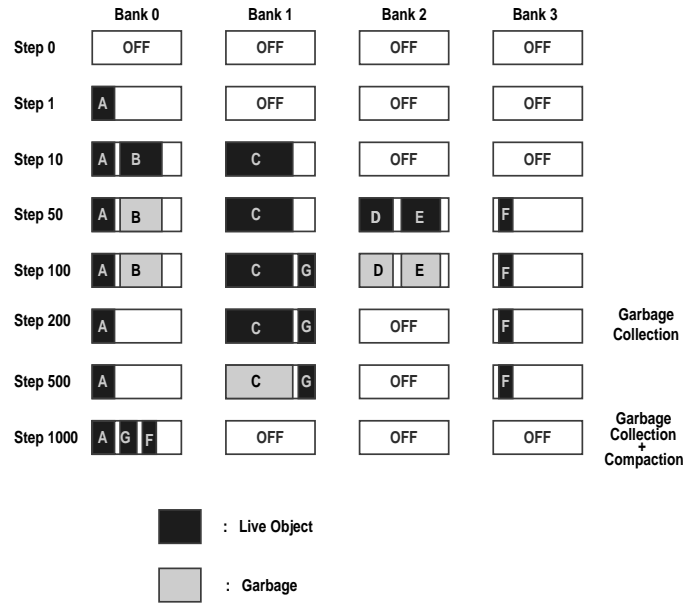 Bank 0 Bank 1 Bank 2 Bank 3
Step 0 OFF OFF OFF OFF
Step 1 A OFF OFF OFF
Step 10 A B C OFF OFF
Step 50 A B C D E F
Step 100 A B C G D E F
Step 200 A C G OFF F Garbage
Collection
Step 500 A C G OFF F
Step 1000 A G F OFF OFF OFF Garbage
Collection
+
Compaction
: Live Object
: Garbage